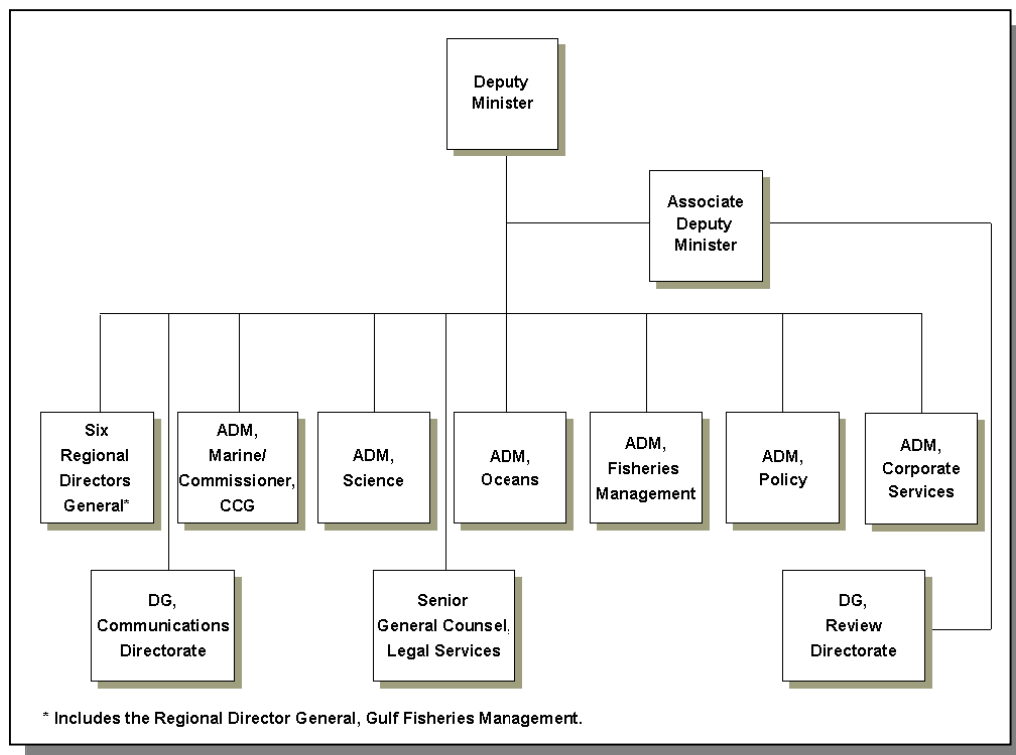 Deputy
Minister
Associate
Deputy
Minister
Six
Regional
Directors
General*
ADM,
Marine/
Commissioner,
CCG
ADM,
Science
ADM,
Oceans
ADM,
Fisheries
Management
ADM,
Policy
ADM,
Corporate
Services
DG,
Communications
Directorate
Senior
General Counsel,
Legal Services
DG,
Review
Directorate
* Includes the Regional Director General, Gulf Fisheries Management.